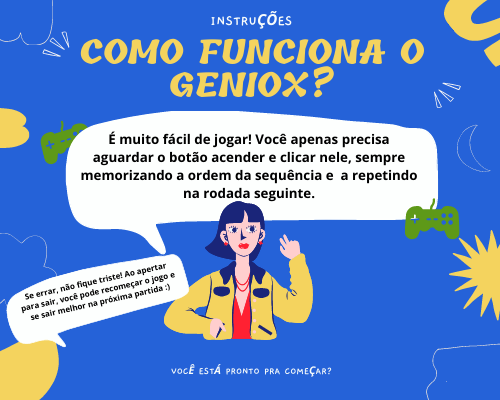 INSTRUÇÕES
COMO FUNCIONA O
GENIOX?
É muito fácil de jogar! Você apenas precisa
aguardar o botão acender e clicar nele, sempre
memorizando a ordem da sequência e a repetindo
na rodada seguinte.
Se errar, não fique triste! Ao apertar
para sair, você pode recomeçar o jogo e
se sair melhor na próxima partida :)
VOCÊ ESTÁ PRONTO PRA COMEÇAR?